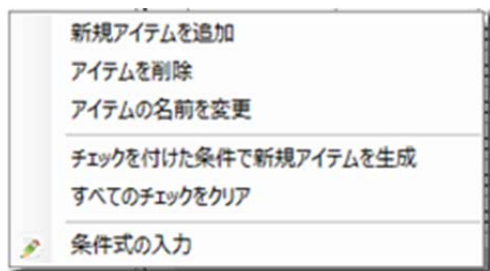 新規アイテムを追加
アイテムを削除
アイテムの名前を変更
チェックを付けた条件で新規アイテムを生成
すべてのチェックをクリア
条件式の入力